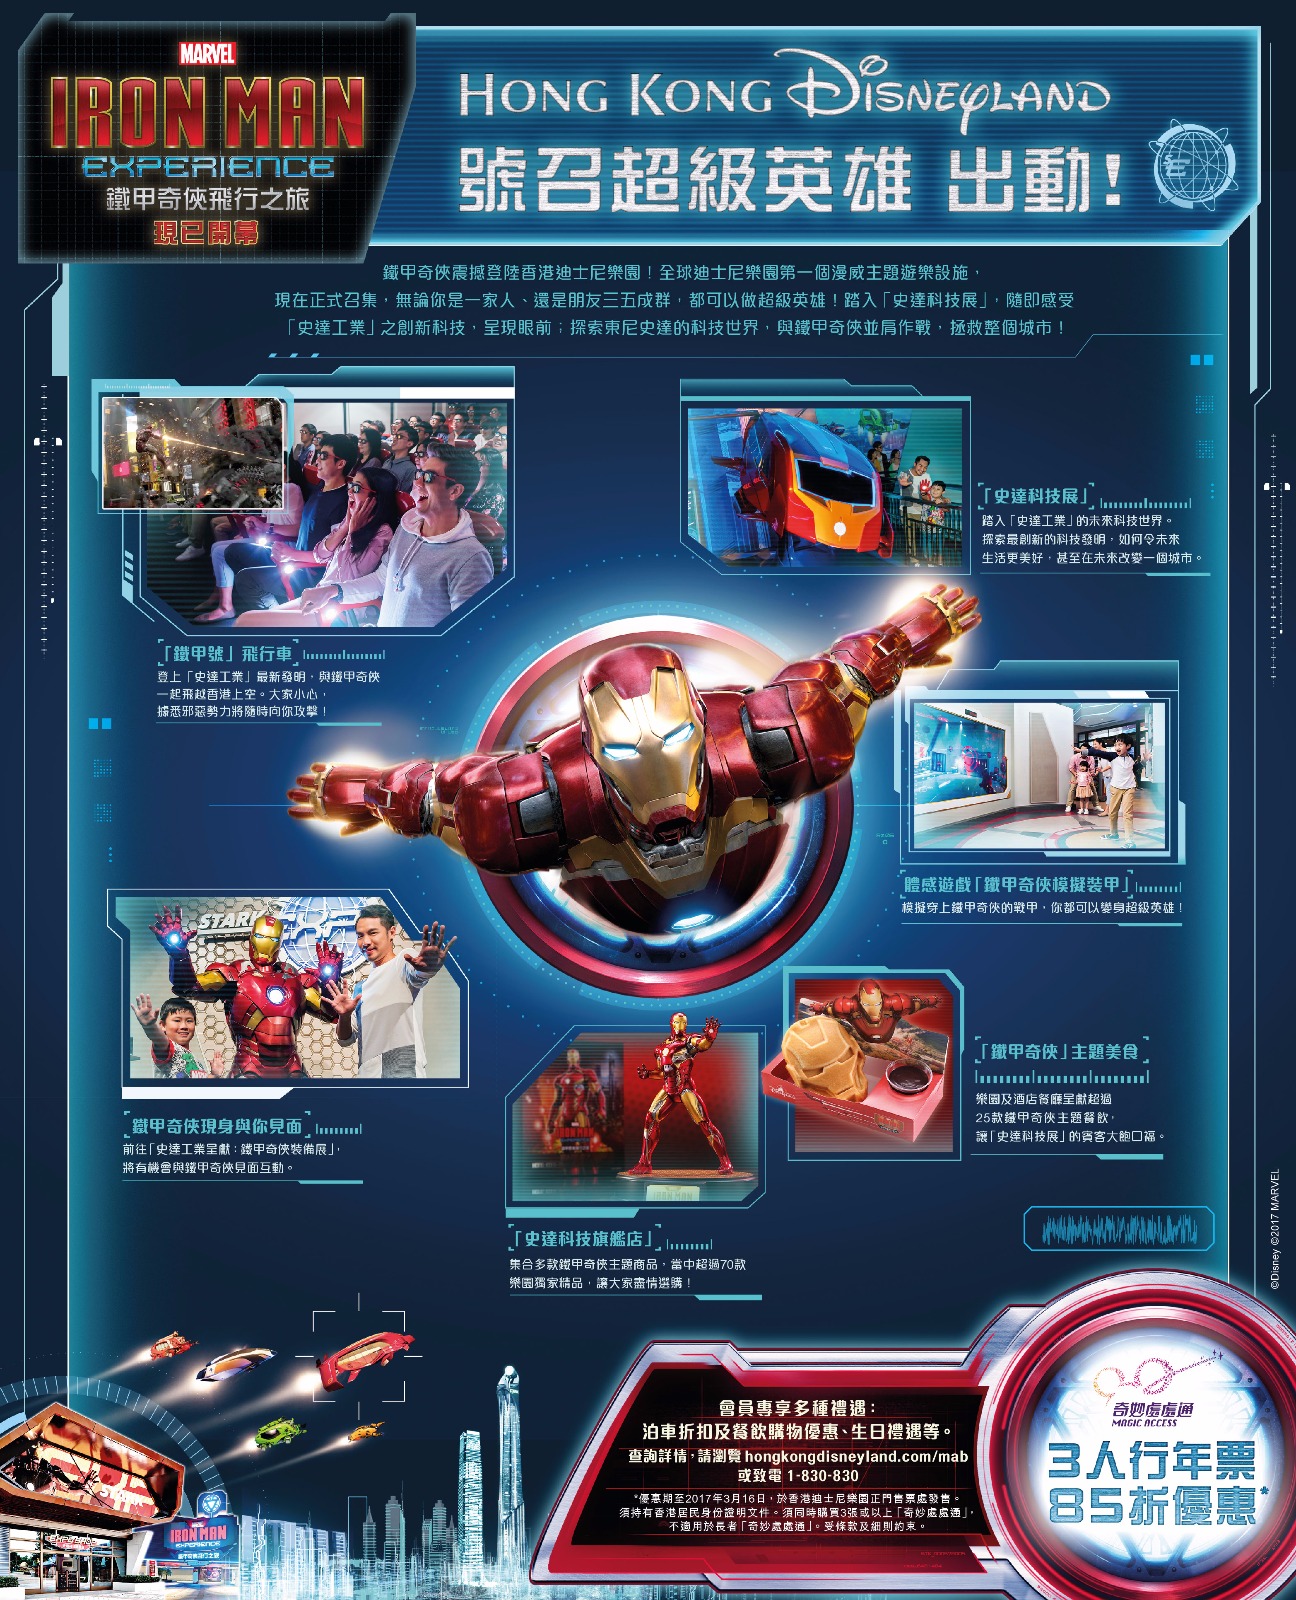 MARVEL
IRON MAN
EXPERIENCE
鐵甲奇俠飛行之旅
現已開幕
HONG KONG DISNEYLAND
號召超級英雄 出動！
鐵甲奇俠震撼登陸香港迪士尼樂園！全球迪士尼樂園第一個漫威主題遊樂設施，
現在正式召集，無論你是一家人、還是朋友三五成群，都可以做超級英雄！踏入「史達科技展」，隨即感受
「史達工業」之創新科技，呈現眼前；探索東尼史達的科技世界，與鐵甲奇俠並肩作戰，拯救整個城市！
「史達科技展」
踏入「史達工業」的未來科技世界。
探索最創新的科技發明，如何令未來
生活更美好，甚至在未來改變一個城市。
「鐵甲號」飛行車
登上「史達工業」最新發明，與鐵甲奇俠
一起飛越香港上空。大家小心，
據悉邪惡勢力將隨時向你攻擊！
體感遊戲「鐵甲奇俠模擬裝甲」
模擬穿上鐵甲奇俠的戰甲，你都可以變身超級英雄！
STARK EXPO
鐵甲奇俠現身與你見面
前往「史達工業呈獻：鐵甲奇俠裝備展」，
將有機會與鐵甲奇俠見面互動。
「鐵甲奇俠」主題美食
樂園及酒店餐廳呈獻超過
25款鐵甲奇俠主題餐飲，
讓「史達科技展」的賓客大飽口福。
IRON MAN
「史達科技旗艦店」
集合多款鐵甲奇俠主題商品，當中超過70款
樂園獨家精品，讓大家盡情選購！
©Disney ©2017 MARVEL
會員專享多種禮遇：
泊車折扣及餐飲購物優惠、生日禮遇等。
查詢詳情，請瀏覽 hongkongdisneyland.com/mab
或致電 1-830-830
*優惠期至2017年3月16日，於香港迪士尼樂園正門售票處發售。
須持有香港居民身份證明文件。須同時購買3張或以上「奇妙處處通」，
不適用於長者「奇妙處處通」。受條款及細則約束。
奇妙處處通
MAGIC ACCESS
3人行年票
85折優惠*
EXPERIENCE
IRON MAN
EXPERIENCE
鐵甲奇俠飛行之旅